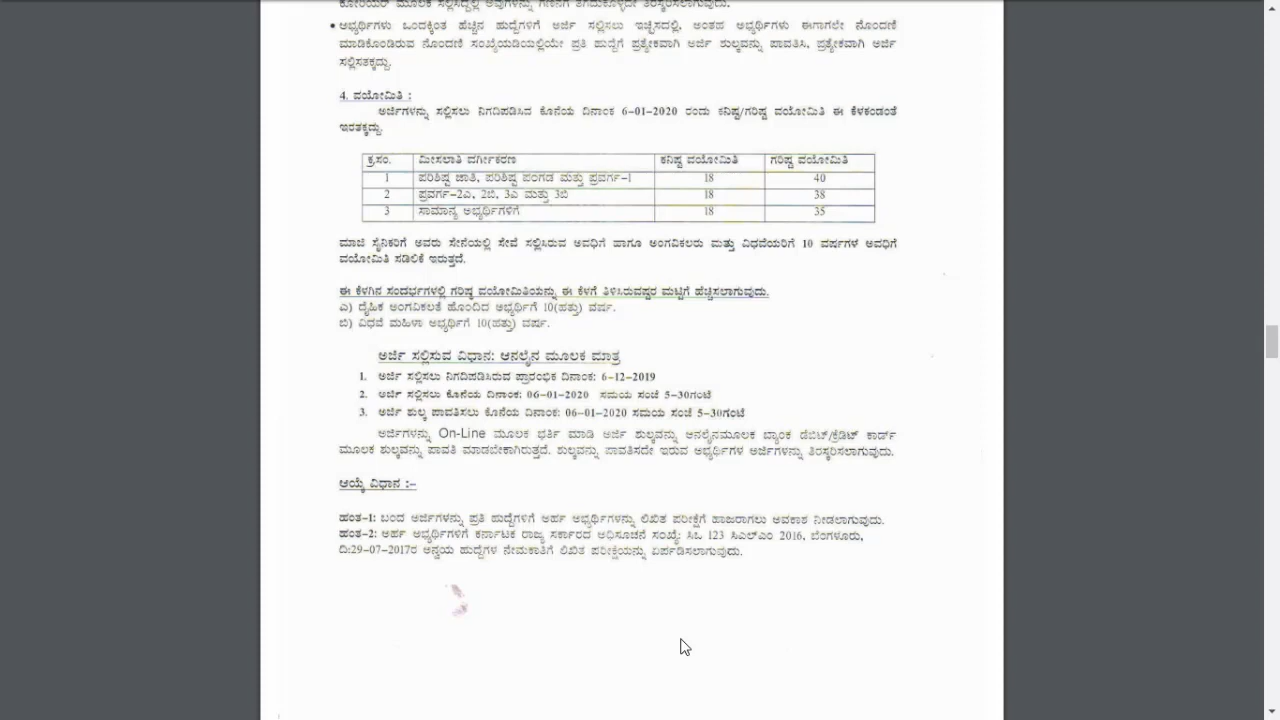 ಕೋರಿಯರ್ ಮೂಲಕ ಸಲ್ಲಿಸಿದ್ದಲ್ಲಿ ಅವುಗಳನ್ನು ಗಣನೆಗೆ ತೆಗೆದುಕೊಳ್ಳದೇ ತಿರಸ್ಕರಿಸಲಾಗುವುದು.
• ಅಭ್ಯರ್ಥಿಗಳು ಒಂದಕ್ಕಿಂತ ಹೆಚ್ಚಿನ ಹುದ್ದೆಗಳಿಗೆ ಅರ್ಜಿ ಸಲ್ಲಿಸಲು ಇಚ್ಛಿಸದಲ್ಲಿ, ಅಂತಹ ಅಭ್ಯರ್ಥಿಗಳು ಈಗಾಗಲೇ ನೊಂದಣಿ
ಮಾಡಿಕೊಂಡಿರುವ ನೊಂದಣಿ ಸಂಖ್ಯೆಯಡಿಯಲ್ಲಿಯೇ ಪ್ರತಿ ಹುದ್ದೆಗೆ ಪ್ರತ್ಯೇಕವಾಗಿ ಅರ್ಜಿ ಶುಲ್ಕವನ್ನು ಪಾವತಿಸಿ, ಪ್ರತ್ಯೇಕವಾಗಿ ಅರ್ಜಿ
ಸಲ್ಲಿಸತಕ್ಕದ್ದು.
4. ವಯೋಮಿತಿ :
ಅರ್ಜಿಗಳನ್ನು ಸಲ್ಲಿಸಲು ನಿಗದಿಪಡಿಸಿದ ಕೊನೆಯ ದಿನಾಂಕ 6-01-2020 ರಂದು ಕನಿಷ್ಠ/ಗರಿಷ್ಠ ವಯೋಮಿತಿ ಈ ಕೆಳಕಂಡಂತೆ
ಇರತಕ್ಕದ್ದು.
ಕ್ರ.ಸಂ. ಮೀಸಲಾತಿ ವರ್ಗೀಕರಣ ಕನಿಷ್ಠ ವಯೋಮಿತಿ ಗರಿಷ್ಠ ವಯೋಮಿತಿ
1 ಪರಿಶಿಷ್ಟ ಜಾತಿ, ಪರಿಶಿಷ್ಟ ಪಂಗಡ ಮತ್ತು ಪ್ರವರ್ಗ-1 18 40
2 ಪ್ರವರ್ಗ-2ಎ, 2ಬಿ, 3ಎ ಮತ್ತು 3ಬಿ 18 38
3 ಸಾಮಾನ್ಯ ಅಭ್ಯರ್ಥಿಗಳಿಗೆ 18 35
ಮಾಜಿ ಸೈನಿಕರಿಗೆ ಅವರು ಸೇನೆಯಲ್ಲಿ ಸೇವೆ ಸಲ್ಲಿಸಿರುವ ಅವಧಿಗೆ ಹಾಗೂ ಅಂಗವಿಕಲರು ಮತ್ತು ವಿಧವೆಯರಿಗೆ 10 ವರ್ಷಗಳ ಅವಧಿಗೆ
ವಯೋಮಿತಿ ಸಡಿಲಿಕೆ ಇರುತ್ತದೆ.
ಈ ಕೆಳಗಿನ ಸಂದರ್ಭಗಳಲ್ಲಿ ಗರಿಷ್ಠ ವಯೋಮಿತಿಯನ್ನು ಈ ಕೆಳಗೆ ತಿಳಿಸಿರುವಷ್ಟರ ಮಟ್ಟಿಗೆ ಹೆಚ್ಚಿಸಲಾಗುವುದು.
ಎ) ದೈಹಿಕ ಅಂಗವಿಕಲತೆ ಹೊಂದಿದ ಅಭ್ಯರ್ಥಿಗೆ 10(ಹತ್ತು) ವರ್ಷ.
ಬಿ) ವಿಧವೆ ಮಹಿಳಾ ಅಭ್ಯರ್ಥಿಗೆ 10(ಹತ್ತು) ವರ್ಷ.
ಅರ್ಜಿ ಸಲ್ಲಿಸುವ ವಿಧಾನ: ಆನಲೈನ ಮೂಲಕ ಮಾತ್ರ
1. ಅರ್ಜಿ ಸಲ್ಲಿಸಲು ನಿಗದಿಪಡಿಸಿರುವ ಪ್ರಾರಂಭಿಕ ದಿನಾಂಕ: 6-12-2019
2. ಅರ್ಜಿ ಸಲ್ಲಿಸಲು ಕೊನೆಯ ದಿನಾಂಕ: 06-01-2020 ಸಮಯ ಸಂಜೆ 5-30ಗಂಟೆ
3. ಅರ್ಜಿ ಶುಲ್ಕ ಪಾವತಿಸಲು ಕೊನೆಯ ದಿನಾಂಕ: 06-01-2020 ಸಮಯ ಸಂಜೆ 5-30ಗಂಟೆ
ಅರ್ಜಿಗಳನ್ನು On-Line ಮೂಲಕ ಭರ್ತಿ ಮಾಡಿ ಅರ್ಜಿ ಶುಲ್ಕವನ್ನು ಆನಲೈನಮೂಲಕ ಬ್ಯಾಂಕ ಡೆಬಿಟ್/ಕ್ರೆಡಿಟ್ ಕಾರ್ಡ್
ಮೂಲಕ ಶುಲ್ಕವನ್ನು ಪಾವತಿ ಮಾಡಬೇಕಾಗಿರುತ್ತದೆ. ಶುಲ್ಕವನ್ನು ಪಾವತಿಸದೇ ಇರುವ ಅಭ್ಯರ್ಥಿಗಳ ಅರ್ಜಿಗಳನ್ನು ತಿರಸ್ಕರಿಸಲಾಗುವುದು.
ಆಯ್ಕೆ ವಿಧಾನ :-
ಹಂತ-1: ಬಂದ ಅರ್ಜಿಗಳನ್ನು ಪ್ರತಿ ಹುದ್ದೆಗಳಿಗೆ ಅರ್ಹ ಅಭ್ಯರ್ಥಿಗಳನ್ನು ಲಿಖಿತ ಪರೀಕ್ಷೆಗೆ ಹಾಜರಾಗಲು ಅವಕಾಶ ನೀಡಲಾಗುವುದು.
ಹಂತ-2: ಅರ್ಹ ಅಭ್ಯರ್ಥಿಗಳಿಗೆ ಕರ್ನಾಟಕ ರಾಜ್ಯ ಸರ್ಕಾರದ ಅಧಿಸೂಚನೆ ಸಂಖ್ಯೆ: ಸಿಒ 123 ಸಿಎಲ್ಎಂ 2016, ಬೆಂಗಳೂರು,
ದಿ:29-07-2017ರ ಅನ್ವಯ ಹುದ್ದೆಗಳ ನೇಮಕಾತಿಗೆ ಲಿಖಿತ ಪರೀಕ್ಷೆಯನ್ನು ಏರ್ಪಡಿಸಲಾಗುವುದು.